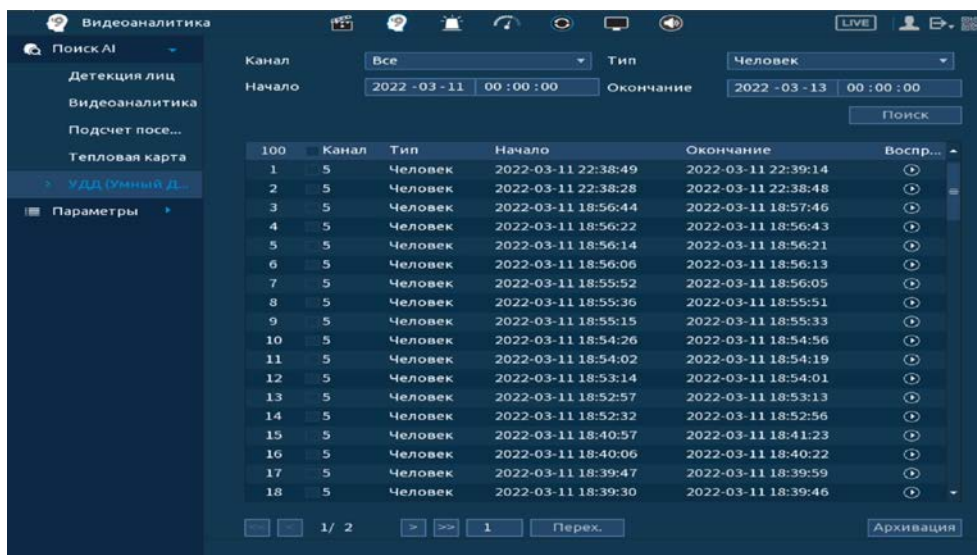 Видеоаналитика LIVE
Поиск AI
Детекция лиц
Видеоаналитика
Подсчет посе...
Тепловая карта
УДД (Умный Д...
Параметры
Канал Все Тип Человек
Начало 2022 -03 -11 00 :00 :00 Окончание 2022 -03 -13 00 :00 :00
Поиск
100 Канал Тип Начало Окончание Воспр...
1 5 Человек 2022-03-11 22:38:49 2022-03-11 22:39:14
2 5 Человек 2022-03-11 22:38:28 2022-03-11 22:38:48
3 5 Человек 2022-03-11 18:56:44 2022-03-11 18:57:46
4 5 Человек 2022-03-11 18:56:22 2022-03-11 18:56:43
5 5 Человек 2022-03-11 18:56:14 2022-03-11 18:56:21
6 5 Человек 2022-03-11 18:56:06 2022-03-11 18:56:13
7 5 Человек 2022-03-11 18:55:52 2022-03-11 18:56:05
8 5 Человек 2022-03-11 18:55:36 2022-03-11 18:55:51
9 5 Человек 2022-03-11 18:55:15 2022-03-11 18:55:33
10 5 Человек 2022-03-11 18:54:26 2022-03-11 18:54:56
11 5 Человек 2022-03-11 18:54:02 2022-03-11 18:54:19
12 5 Человек 2022-03-11 18:53:14 2022-03-11 18:54:01
13 5 Человек 2022-03-11 18:52:57 2022-03-11 18:53:13
14 5 Человек 2022-03-11 18:52:32 2022-03-11 18:52:56
15 5 Человек 2022-03-11 18:40:57 2022-03-11 18:41:23
16 5 Человек 2022-03-11 18:40:06 2022-03-11 18:40:22
17 5 Человек 2022-03-11 18:39:47 2022-03-11 18:39:59
18 5 Человек 2022-03-11 18:39:30 2022-03-11 18:39:46
<< < 1/ 2 > >> 1 Перех. Архивация